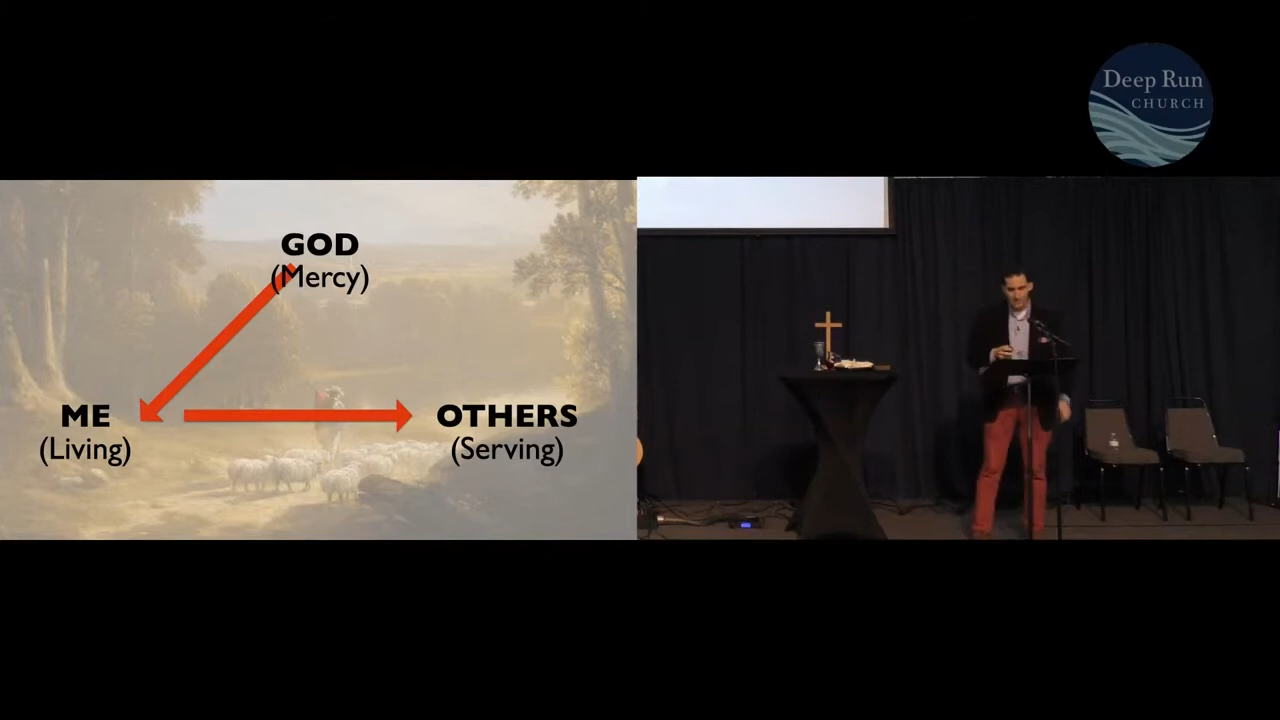 Deep Run
CHURCH
GOD
(Mercy)
ME
(Living)
OTHERS
(Serving)